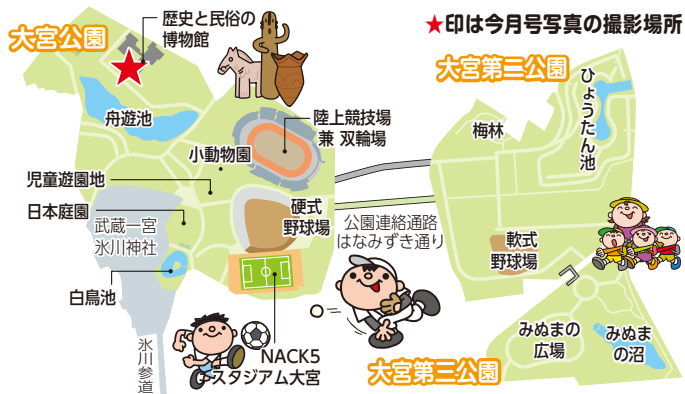 ★印は今月号写真の撮影場所
大宮公園
歴史と民俗の
博物館
舟遊池
小動物園
陸上競技場
兼 双輪場
児童遊園地
日本庭園
武蔵一宮
氷川神社
硬式
野球場
白鳥池
氷川参道
NACK5
スタジアム大宮
公園連絡通路
はなみずき通り
大宮第二公園
ひょうたん池
梅林
軟式
野球場
大宮第三公園
みぬまの
広場
みぬま
の沼